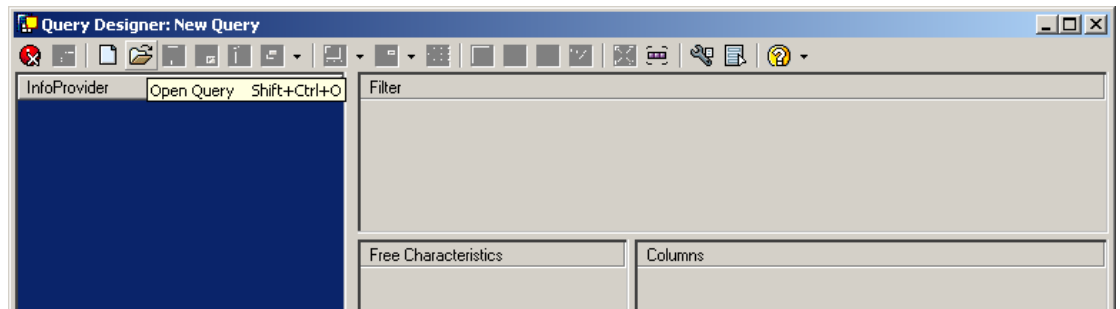 Query Designer: New Query
InfoProvider
Open Query Shift+Ctrl+O
Filter
Free Characteristics
Columns